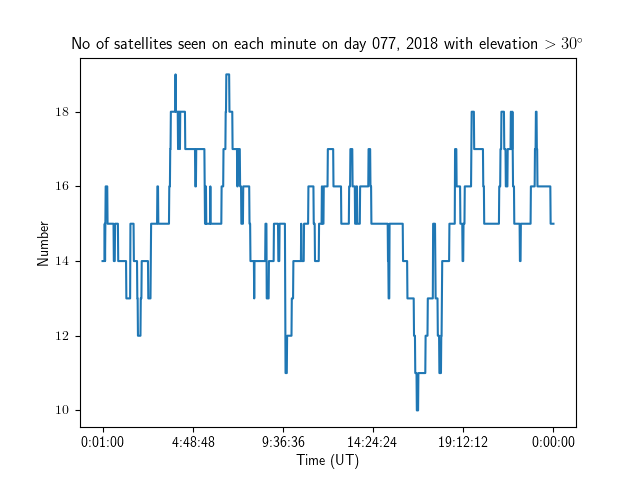 No of satellites seen on each minute on day 077, 2018 with elevation > 30°
Number
18
16
14
12
10
0:01:00 4:48:48 9:36:36 14:24:24 19:12:12 0:00:00
Time (UT)